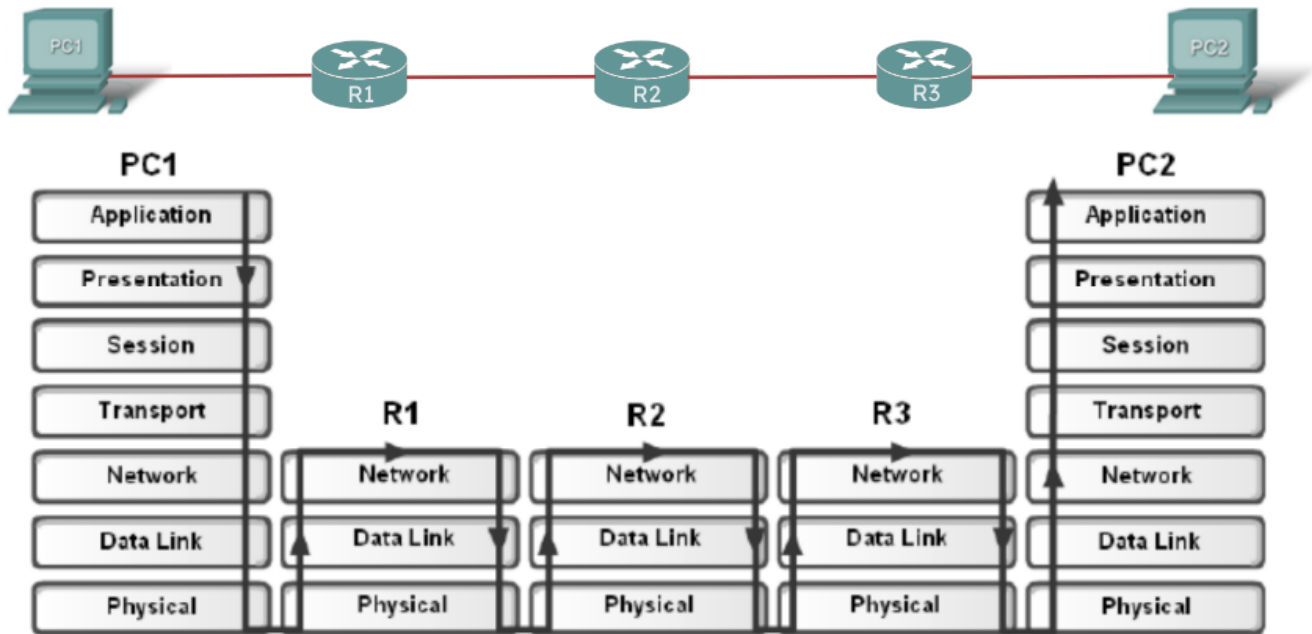 PC1
R1
R2
R3
PC2
PC1
PC2
Application
Application
Presentation
Presentation
Session
Session
Transport
R1
R2
R3
Transport
Network
Network
Network
Network
Network
Data Link
Data Link
Data Link
Data Link
Data Link
Physical
Physical
Physical
Physical
Physical